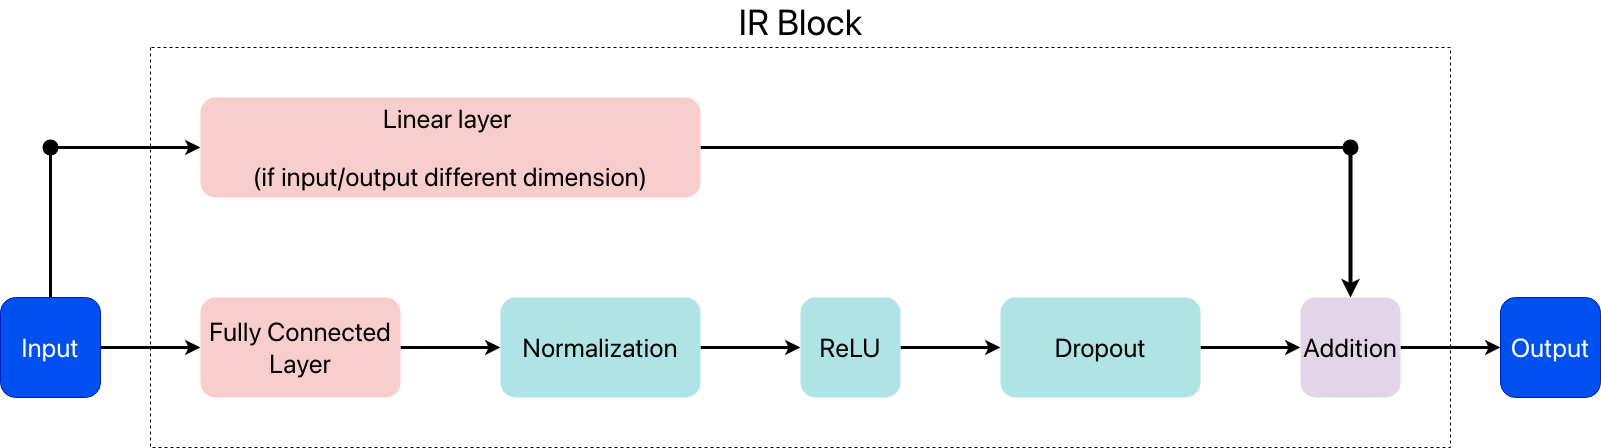 IR Block
Linear layer
(if input/output different dimension)
Input
Fully Connected
Layer
Normalization
ReLU
Dropout
Addition
Output